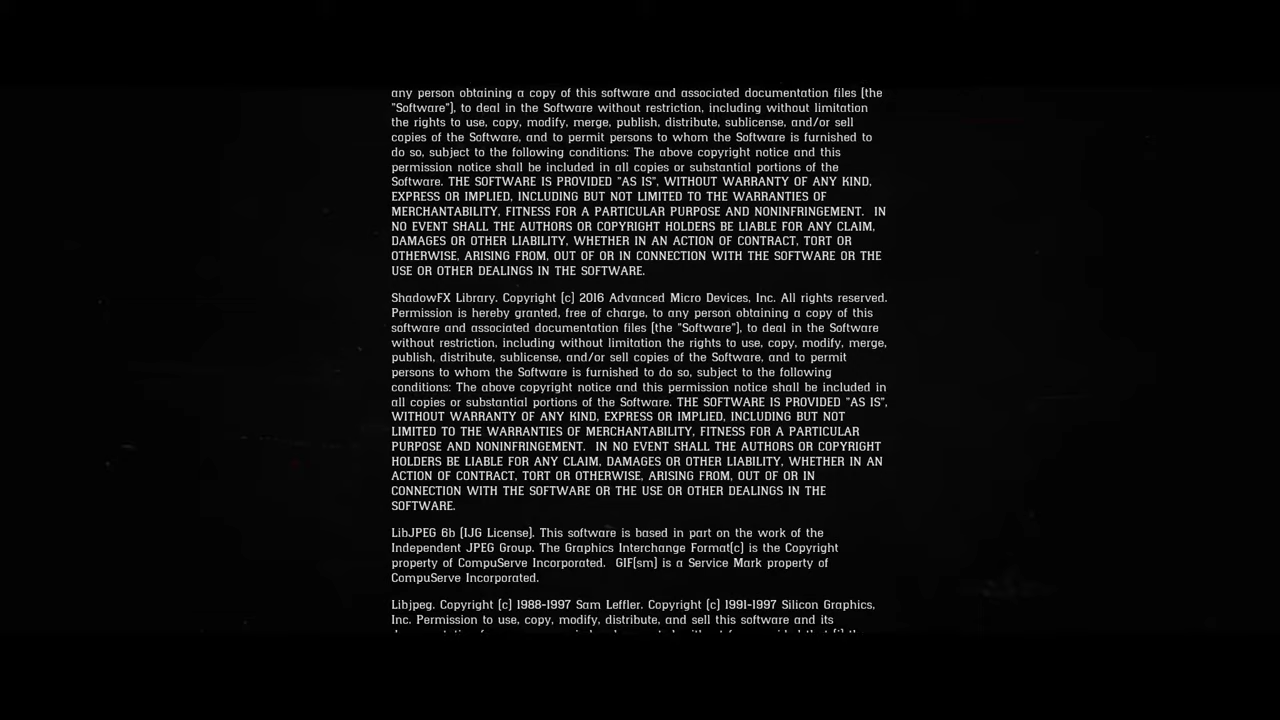 any person obtaining a copy of this software and associated documentation files (the
"Software"), to deal in the Software without restriction, including without limitation
the rights to use, copy, modify, merge, publish, distribute, sublicense, and/or sell
copies of the Software, and to permit persons to whom the Software is furnished to
do so, subject to the following conditions: The above copyright notice and this
permission notice shall be included in all copies or substantial portions of the
Software. THE SOFTWARE IS PROVIDED "AS IS", WITHOUT WARRANTY OF ANY KIND,
EXPRESS OR IMPLIED, INCLUDING BUT NOT LIMITED TO THE WARRANTIES OF
MERCHANTABILITY, FITNESS FOR A PARTICULAR PURPOSE AND NONINFRINGEMENT.  IN
NO EVENT SHALL THE AUTHORS OR COPYRIGHT HOLDERS BE LIABLE FOR ANY CLAIM,
DAMAGES OR OTHER LIABILITY, WHETHER IN AN ACTION OF CONTRACT, TORT OR
OTHERWISE, ARISING FROM, OUT OF OR IN CONNECTION WITH THE SOFTWARE OR THE
USE OR OTHER DEALINGS IN THE SOFTWARE.
ShadowFX Library. Copyright (c) 2016 Advanced Micro Devices, Inc. All rights reserved.
Permission is hereby granted, free of charge, to any person obtaining a copy of this
software and associated documentation files (the "Software"), to deal in the Software
without restriction, including without limitation the rights to use, copy, modify, merge,
publish, distribute, sublicense, and/or sell copies of the Software, and to permit
persons to whom the Software is furnished to do so, subject to the following
conditions: The above copyright notice and this permission notice shall be included in
all copies or substantial portions of the Software. THE SOFTWARE IS PROVIDED "AS IS",
WITHOUT WARRANTY OF ANY KIND, EXPRESS OR IMPLIED, INCLUDING BUT NOT
LIMITED TO THE WARRANTIES OF MERCHANTABILITY, FITNESS FOR A PARTICULAR
PURPOSE AND NONINFRINGEMENT.  IN NO EVENT SHALL THE AUTHORS OR COPYRIGHT
HOLDERS BE LIABLE FOR ANY CLAIM, DAMAGES OR OTHER LIABILITY, WHETHER IN AN
ACTION OF CONTRACT, TORT OR OTHERWISE, ARISING FROM, OUT OF OR IN
CONNECTION WITH THE SOFTWARE OR THE USE OR OTHER DEALINGS IN THE
SOFTWARE.
LibJPEG 6b (IJG License). This software is based in part on the work of the
Independent JPEG Group. The Graphics Interchange Format(c) is the Copyright
property of CompuServe Incorporated.  GIF(sm) is a Service Mark property of
CompuServe Incorporated.
Libjpeg. Copyright (c) 1988-1997 Sam Leffler. Copyright (c) 1991-1997 Silicon Graphics,
Inc. Permission to use, copy, modify, distribute, and sell this software and its